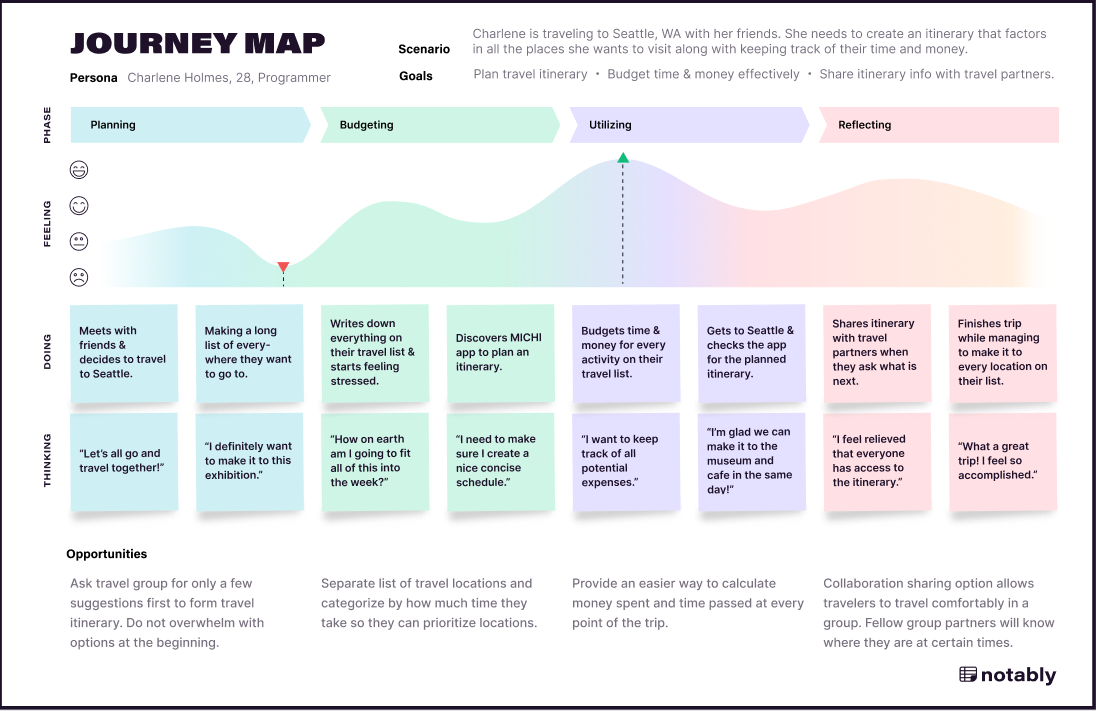 JOURNEY MAP
Persona Charlene Holmes, 28, Programmer
Scenario
Charlene is traveling to Seattle, WA with her friends. She needs to create an itinerary that factors
in all the places she wants to visit along with keeping track of their time and money.
Goals
Plan travel itinerary • Budget time & money effectively • Share itinerary info with travel partners.
PHASE
Planning
Budgeting
Utilizing
Reflecting
FEELING
DOING
Meets with
friends &
decides to travel
to Seattle.
Making a long
list of every-
where they want
to go to.
Writes down
everything on
their travel list &
starts feeling
stressed.
Discovers MICHI
app to plan an
itinerary.
Budgets time &
money for every
activity on their
travel list.
Gets to Seattle &
checks the app
for the planned
itinerary.
Shares itinerary
with travel
partners when
they ask what is
next.
Finishes trip
while managing
to make it to
every location on
their list.
THINKING
“Let’s all go and
travel together!”
“I definitely want
to make it to this
exhibition.”
“How on earth
am I going to fit
all of this into
the week?”
“I need to make
sure I create a
nice concise
schedule.”
“I want to keep
track of all
potential
expenses.”
“I’m glad we can
make it to the
museum and
cafe in the same
day!”
“I feel relieved
that everyone
has access to
the itinerary.”
“What a great
trip! I feel so
accomplished.”
Opportunities
Ask travel group for only a few
suggestions first to form travel
itinerary. Do not overwhelm with
options at the beginning.
Separate list of travel locations and
categorize by how much time they
take so they can prioritize locations.
Provide an easier way to calculate
money spent and time passed at every
point of the trip.
Collaboration sharing option allows
travelers to travel comfortably in a
group. Fellow group partners will know
where they are at certain times.
notably